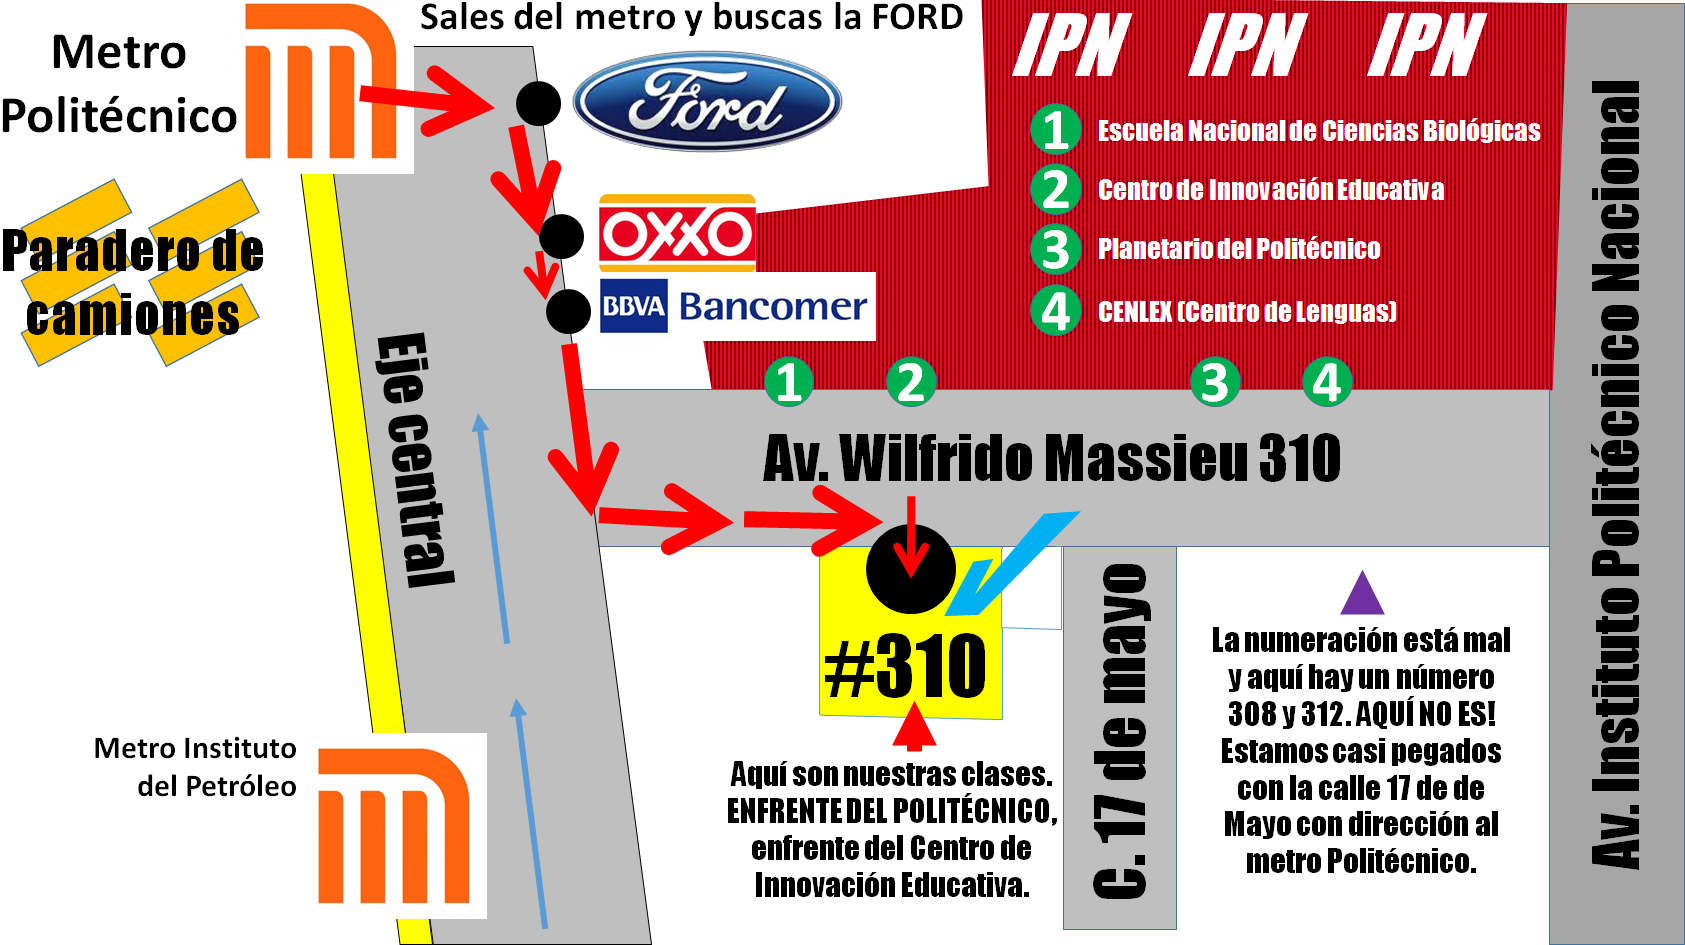 Sales del metro y buscas la FORD
Metro
Politécnico
Ford
OXXO
BBVA Bancomer
Paradero de
camiones
IPN IPN IPN
1 Escuela Nacional de Ciencias Biológicas
2 Centro de Innovación Educativa
3 Planetario del Politécnico
4 CENLEX (Centro de Lenguas)
1 2 3 4
Eje central
Av. Wilfrido Massieu 310
Av. Instituto Politécnico Nacional
#310
C. 17 de mayo
Metro Instituto
del Petróleo
Aquí son nuestras clases.
ENFRENTE DEL POLITÉCNICO,
enfrente del Centro de
Innovación Educativa.
La numeración está mal
y aquí hay un número
308 y 312. AQUÍ NO ES!
Estamos casi pegados
con la calle 17 de de
Mayo con dirección al
metro Politécnico.